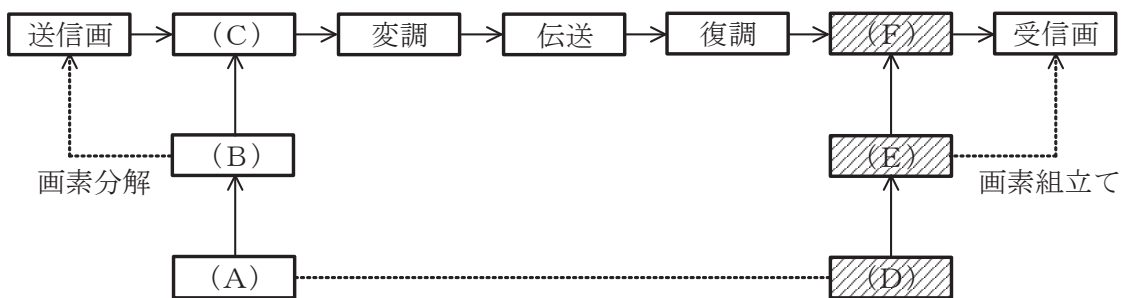 送信画
（C）
変調
伝送
復調
（F）
受信画
（B）
（E）
画素分解
画素組立て
（A）
（D）